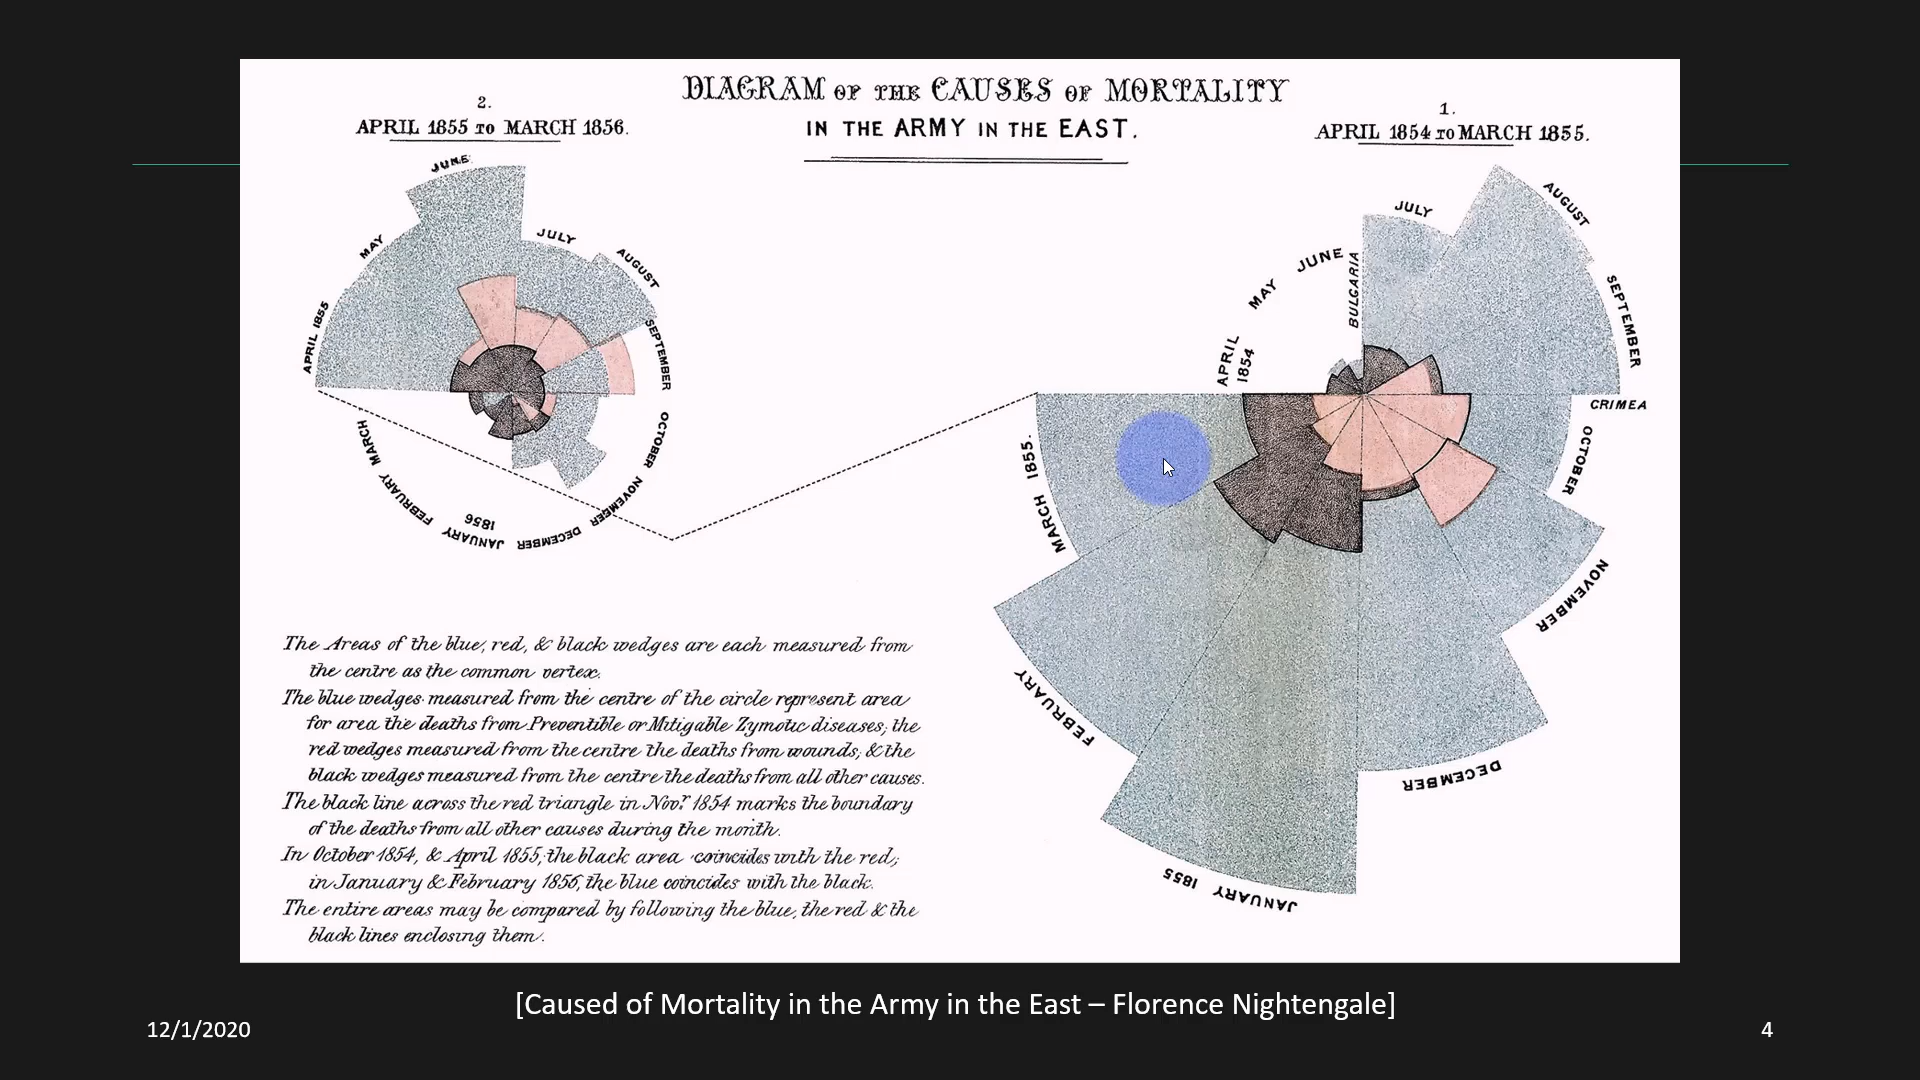 DIAGRAM OF THE CAUSES OF MORTALITY
IN THE ARMY IN THE EAST.
2.
APRIL 1855 TO MARCH 1856.
1.
APRIL 1854 TO MARCH 1855.
JUNE
JULY
AUGUST
MAY
SEPTEMBER
APRIL 1855
OCTOBER
NOVEMBER
DECEMBER
JANUARY
1856
FEBRUARY
MARCH
JULY
AUGUST
JUNE
BULGARIA
MAY
SEPTEMBER
APRIL
1854
CRIMEA
OCTOBER
MARCH 1855.
NOVEMBER
FEBRUARY
DECEMBER
JANUARY 1855
The Areas of the blue, red, & black wedges are each measured from
the centre as the common vertex.
The blue wedges measured from the centre of the circle represent area
for area the deaths from Preventible or Mitigable Zymotic diseases; the
red wedges measured from the centre the deaths from wounds; & the
black wedges measured from the centre the deaths from all other causes.
The black line across the red triangle in Novr. 1854 marks the boundary
of the deaths from all other causes during the month.
In October 1854, & April 1855; the black area coincides with the red;
in January & February 1856, the blue coincides with the black.
The entire areas may be compared by following the blue, the red & the
black lines enclosing them.
[Caused of Mortality in the Army in the East – Florence Nightengale]
12/1/2020
4